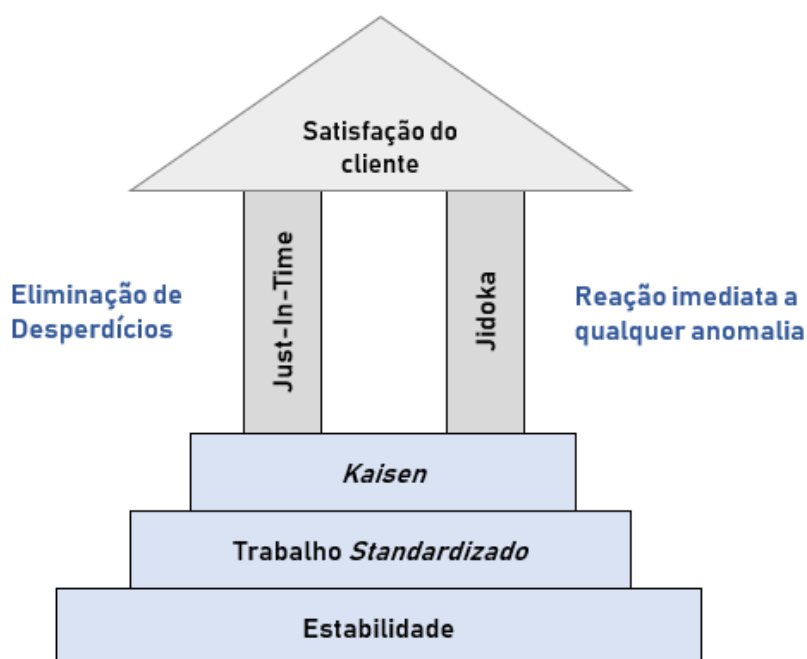 Satisfação do
cliente
Eliminação de
Desperdícios
Just-In-Time
Jidoka
Reação imediata a
qualquer anomalia
Kaisen
Trabalho Standardizado
Estabilidade